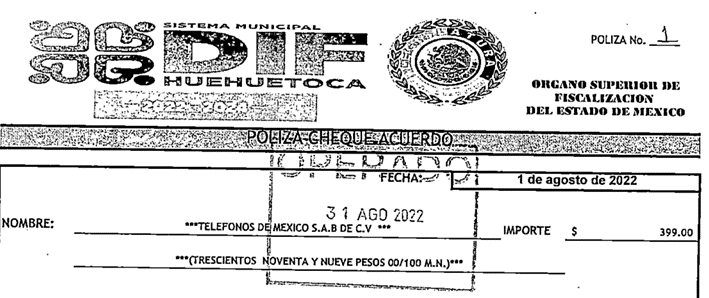 SISTEMA MUNICIPAL
DIF
HUEHUETOCA
2022-2024
POLIZA No. 1
ORGANO SUPERIOR DE
FISCALIZACION
DEL ESTADO DE MEXICO
POLIZA-CHEQUE-ACUERDO
OPERADO
FECHA: 1 de agosto de 2022
31 AGO 2022
NOMBRE: ***TELEFONOS DE MEXICO S.A.B DE C.V *** IMPORTE $ 399.00
***(TRESCIENTOS NOVENTA Y NUEVE PESOS 00/100 M.N.)***